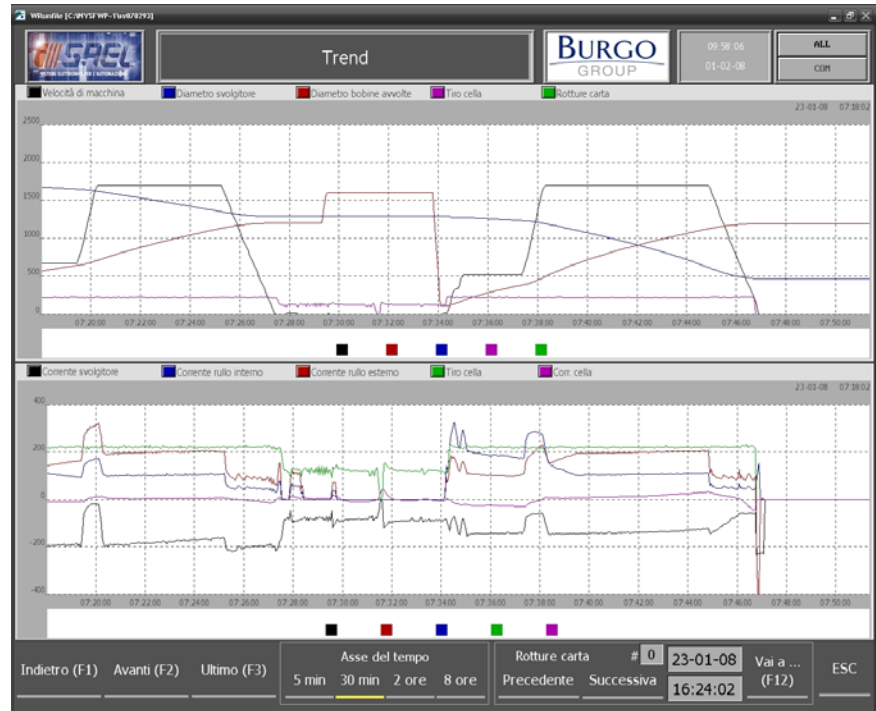 WRunfile [C:\MYSFWP~1\sv070293]
SPEL
SISTEMI ELETTRONICI PER L'AUTOMAZIONE
Trend
BURGO
GROUP
09:58:06
01-02-08
ALL
COM
Velocità di macchina Diametro svolgitore Diametro bobine avvolte Tiro cella Rotture carta
23-01-08 07:18:02
2500
2000
1500
1000
500
0
07:20:00 07:22:00 07:24:00 07:26:00 07:28:00 07:30:00 07:32:00 07:34:00 07:36:00 07:38:00 07:40:00 07:42:00 07:44:00 07:46:00 07:48:00 07:50:00
Corrente svolgitore Corrente rullo interno Corrente rullo esterno Tiro cella Corr. cella
23-01-08 07:18:02
400
200
0
-200
-400
07:20:00 07:22:00 07:24:00 07:26:00 07:28:00 07:30:00 07:32:00 07:34:00 07:36:00 07:38:00 07:40:00 07:42:00 07:44:00 07:46:00 07:48:00 07:50:00
Indietro (F1) Avanti (F2) Ultimo (F3)
Asse del tempo
5 min 30 min 2 ore 8 ore
Rotture carta # 0
Precedente Successiva
23-01-08
16:24:02
Vai a ...
(F12)
ESC